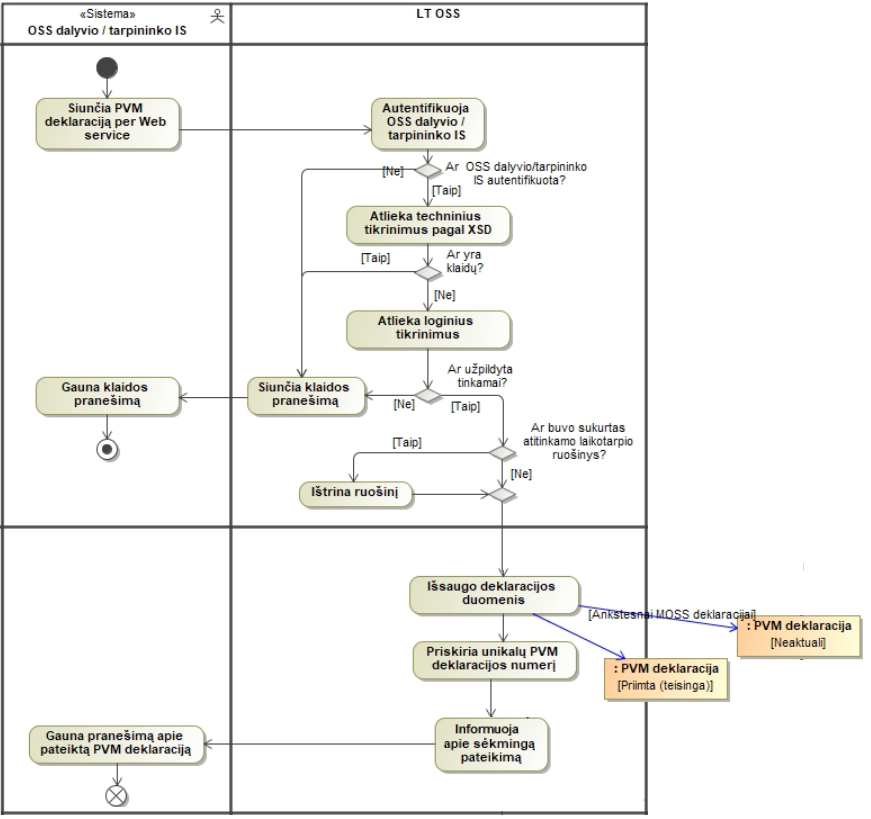 «Sistema»
OSS dalyvio / tarpininko IS
LT OSS
Siunčia PVM
deklaraciją per Web
service
Autentifikuoja
OSS dalyvio /
tarpininko IS
[Ne]
Ar OSS dalyvio/tarpininko
IS autentifikuota?
[Taip]
Atlieka techninius
tikrinimus pagal XSD
[Taip]
Ar yra
klaidų?
[Ne]
Atlieka loginius
tikrinimus
Ar užpildyta
tinkamai?
Gauna klaidos
pranešimą
Siunčia klaidos
pranešimą
[Ne]
[Taip]
Ar buvo sukurtas
atitinkamo laikotarpio
ruošinys?
[Taip]
[Ne]
Ištrina ruošinį
Išsaugo deklaracijos
duomenis
[Ankstesnai MOSS deklaracijai]
: PVM deklaracija
[Neaktuali]
Priskiria unikalų PVM
deklaracijos numerį
: PVM deklaracija
[Priimta (teisinga)]
Gauna pranešimą apie
pateiktą PVM deklaraciją
Informuoja
apie sėkmingą
pateikimą